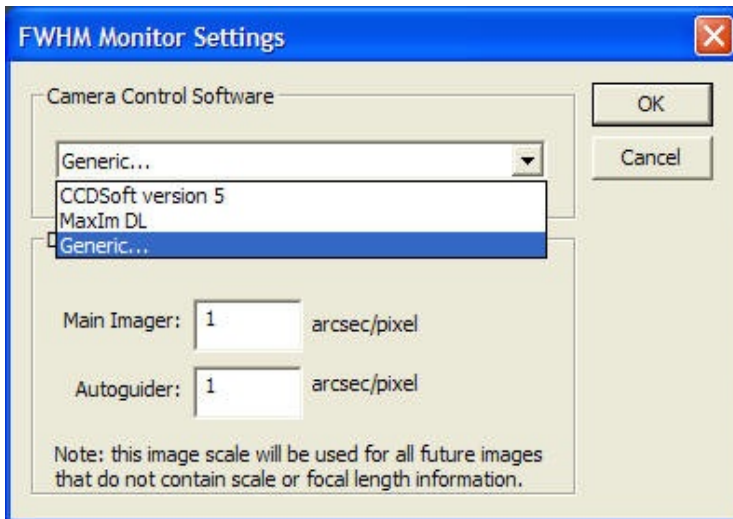 FWHM Monitor Settings
Camera Control Software
OK
Generic...
Cancel
CCDSoft version 5
MaxIm DL
Generic...
Main Imager: 1 arcsec/pixel
Autoguider: 1 arcsec/pixel
Note: this image scale will be used for all future images
that do not contain scale or focal length information.